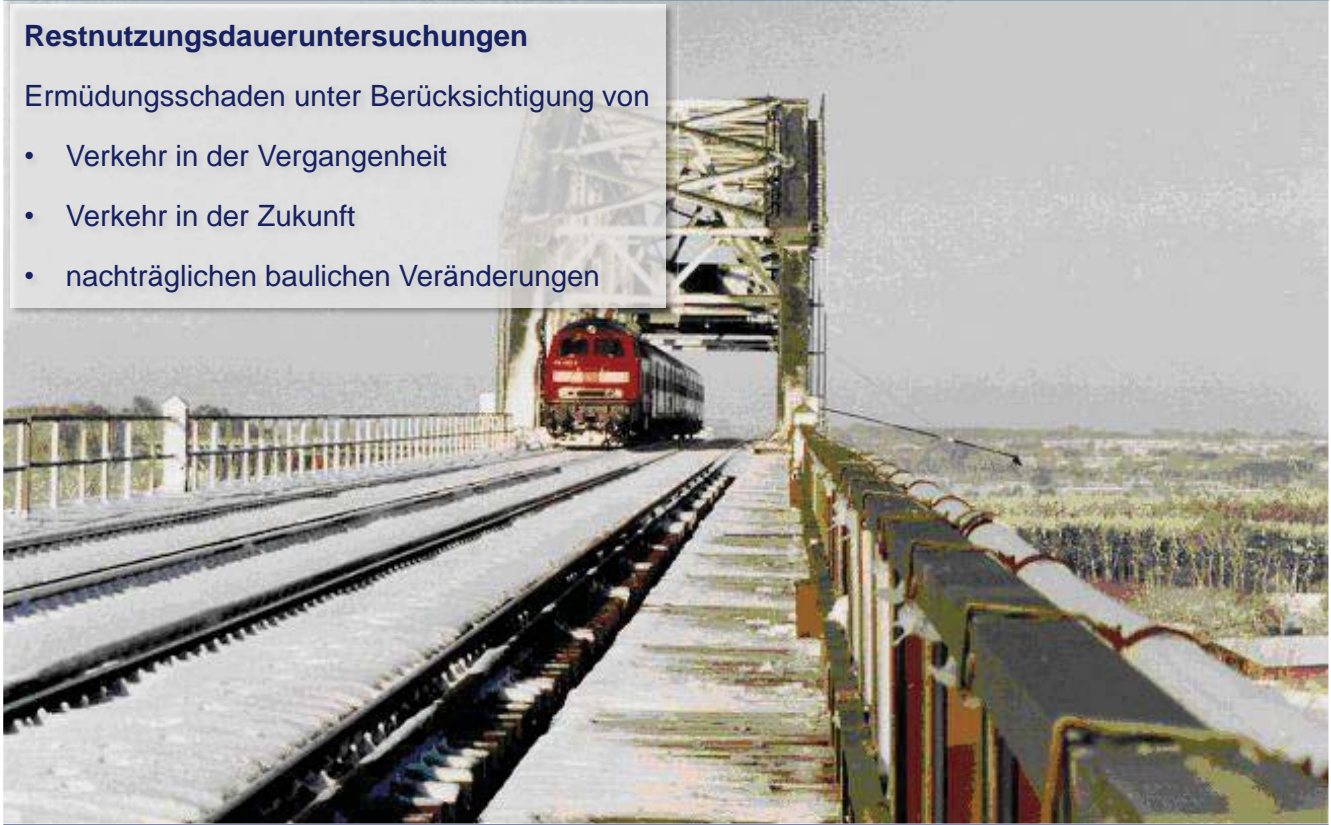 Restnutzungsdaueruntersuchungen
Ermüdungsschaden unter Berücksichtigung von
• Verkehr in der Vergangenheit
• Verkehr in der Zukunft
• nachträglichen baulichen Veränderungen